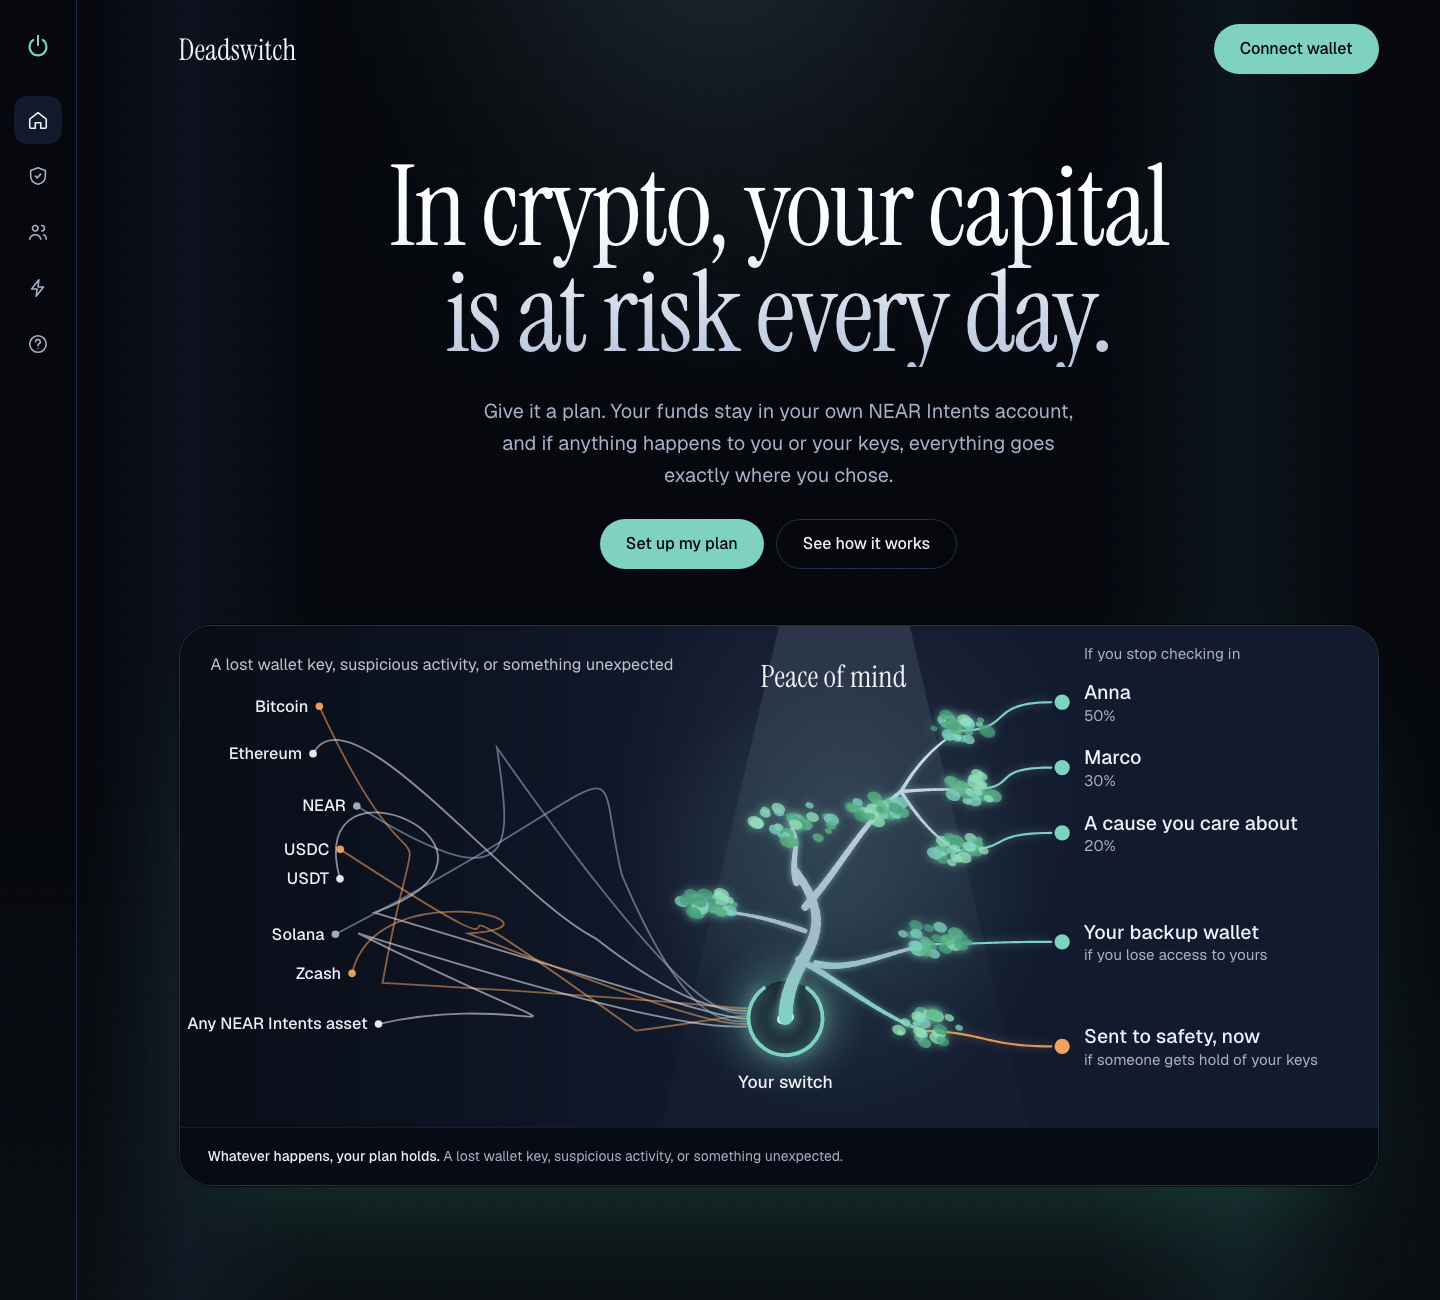 Deadswitch
Connect wallet
In crypto, your capital
is at risk every day.
Give it a plan. Your funds stay in your own NEAR Intents account,
and if anything happens to you or your keys, everything goes
exactly where you chose.
Set up my plan
See how it works
A lost wallet key, suspicious activity, or something unexpected
Bitcoin
Ethereum
NEAR
USDC
USDT
Solana
Zcash
Any NEAR Intents asset
Peace of mind
Your switch
If you stop checking in
Anna
50%
Marco
30%
A cause you care about
20%
Your backup wallet
if you lose access to yours
Sent to safety, now
if someone gets hold of your keys
Whatever happens, your plan holds. A lost wallet key, suspicious activity, or something unexpected.